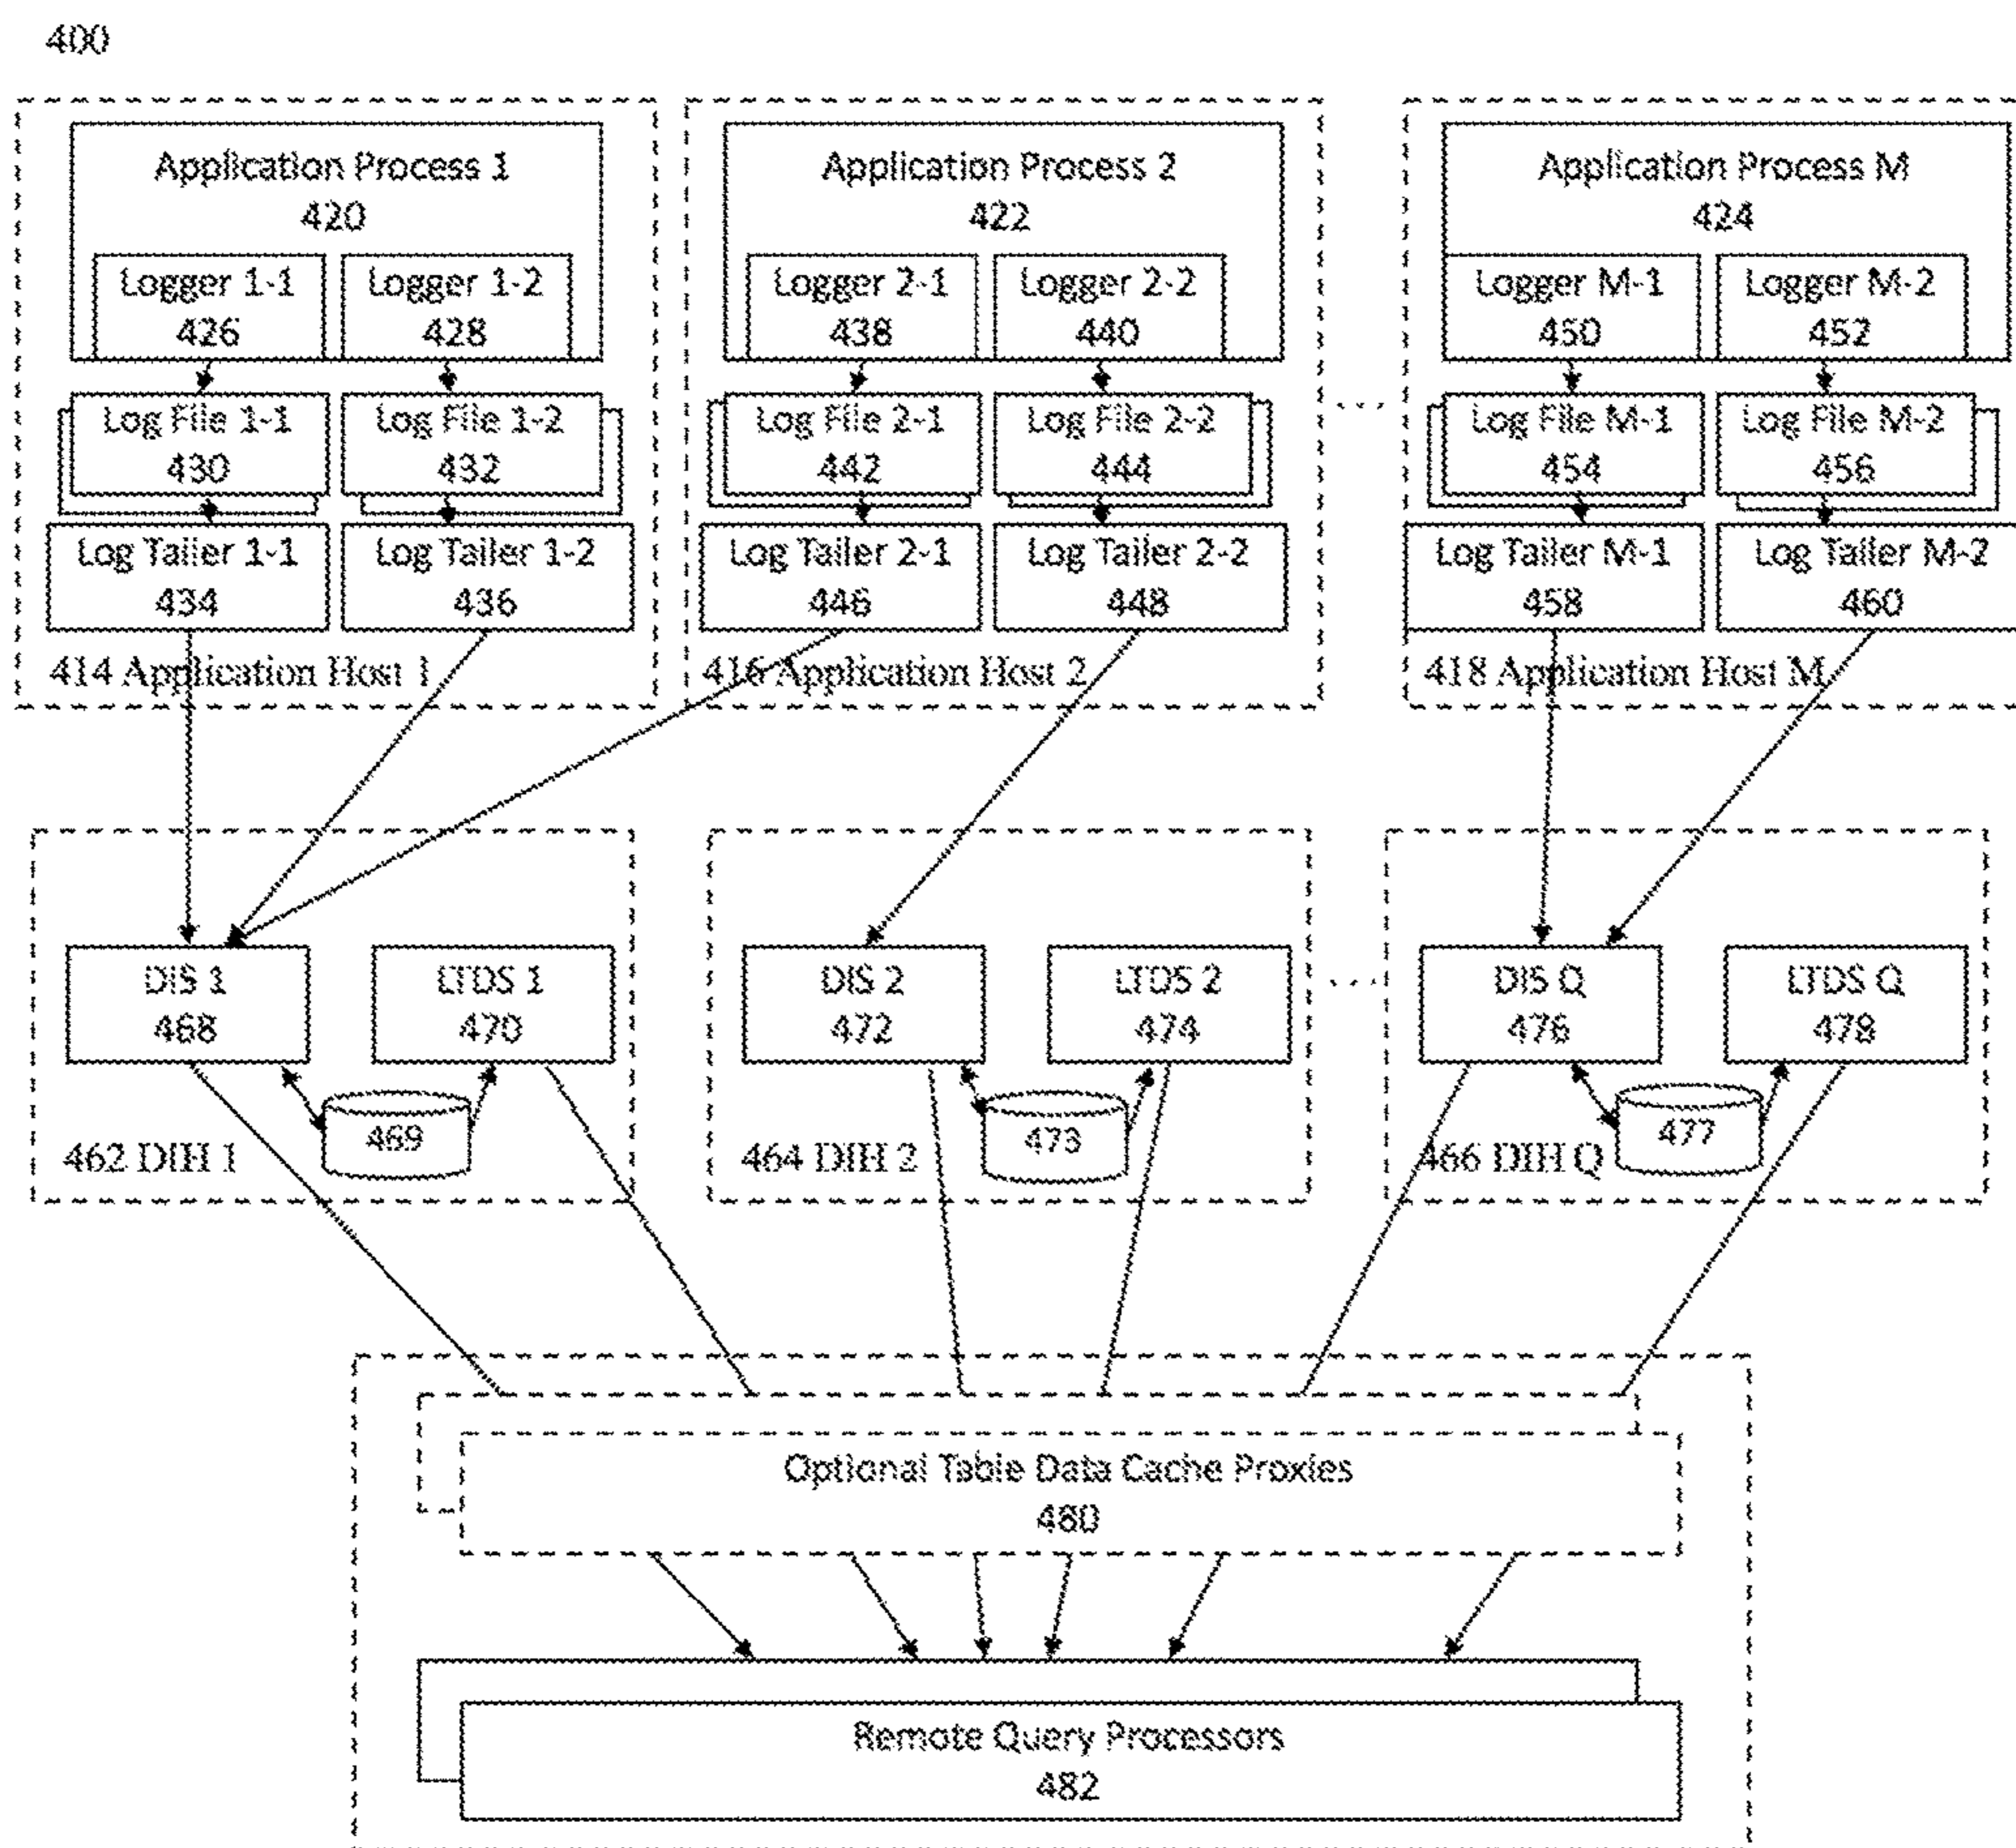 400
Application Process 1
420
Application Process 2
422
Application Process M
424
Logger 1-1
426
Logger 1-2
428
Logger 2-1
438
Logger 2-2
440
Logger M-1
450
Logger M-2
452
Log File 1-1
430
Log File 1-2
432
Log File 2-1
442
Log File 2-2
444
Log File M-1
454
Log File M-2
456
Log Tailer 1-1
434
Log Tailer 1-2
436
Log Tailer 2-1
446
Log Tailer 2-2
448
Log Tailer M-1
458
Log Tailer M-2
460
414 Application Host 1
416 Application Host 2
418 Application Host M
DIS 1
468
LTDS 1
470
DIS 2
472
LTDS 2
474
DIS Q
476
LTDS Q
478
469
473
477
462 DIH 1
464 DIH 2
466 DIH Q
Optional Table Data Cache Proxies
480
Remote Query Processors
482